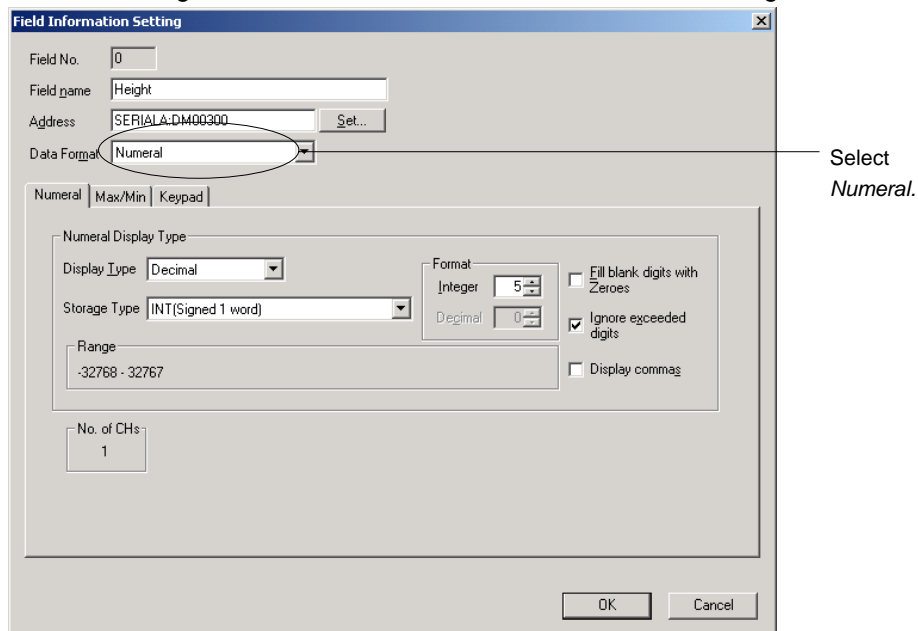 Field Information Setting
Field No. 0
Field name Height
Address SERIALA:DM00300 Set...
Data Format Numeral
Select
Numeral.
Numeral Max/Min Keypad
Numeral Display Type
Display Type Decimal
Storage Type INT(Signed 1 word)
Format
Integer 5
Decimal 0
Fill blank digits with
Zeroes
Ignore exceeded
digits
Display commas
Range
-32768 - 32767
No. of CHs
1
OK Cancel